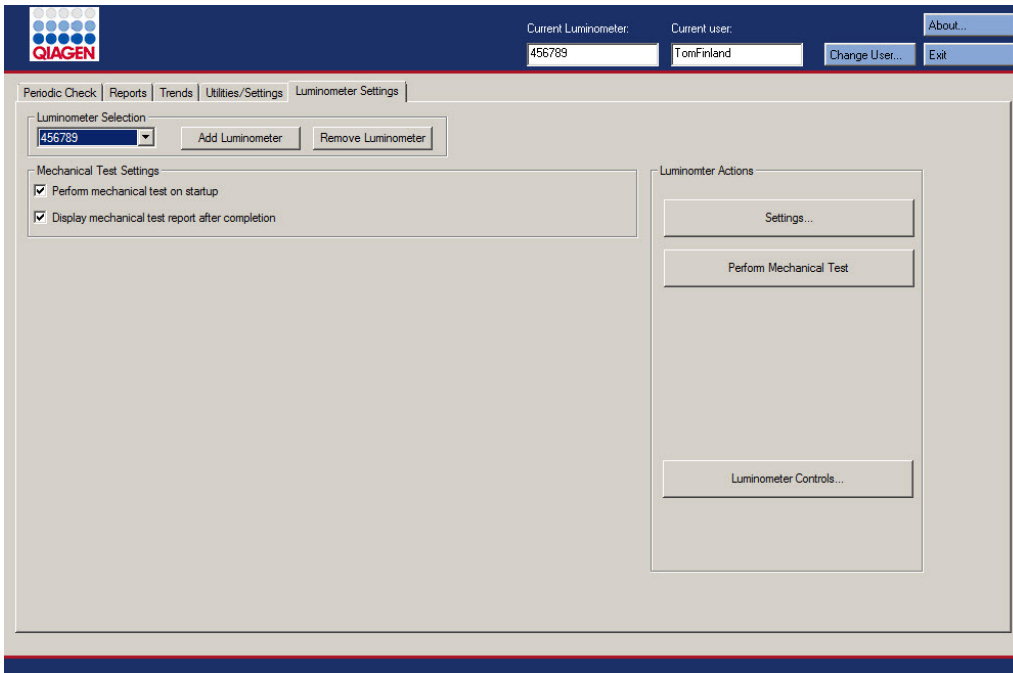 QIAGEN
Current Luminometer:
456789
Current user:
TomFinland
Change User...
About...
Exit
Periodic Check
Reports
Trends
Utilities/Settings
Luminometer Settings
Luminometer Selection
456789
Add Luminometer
Remove Luminometer
Mechanical Test Settings
Perform mechanical test on startup
Display mechanical test report after completion
Luminomter Actions
Settings...
Perform Mechanical Test
Luminometer Controls...